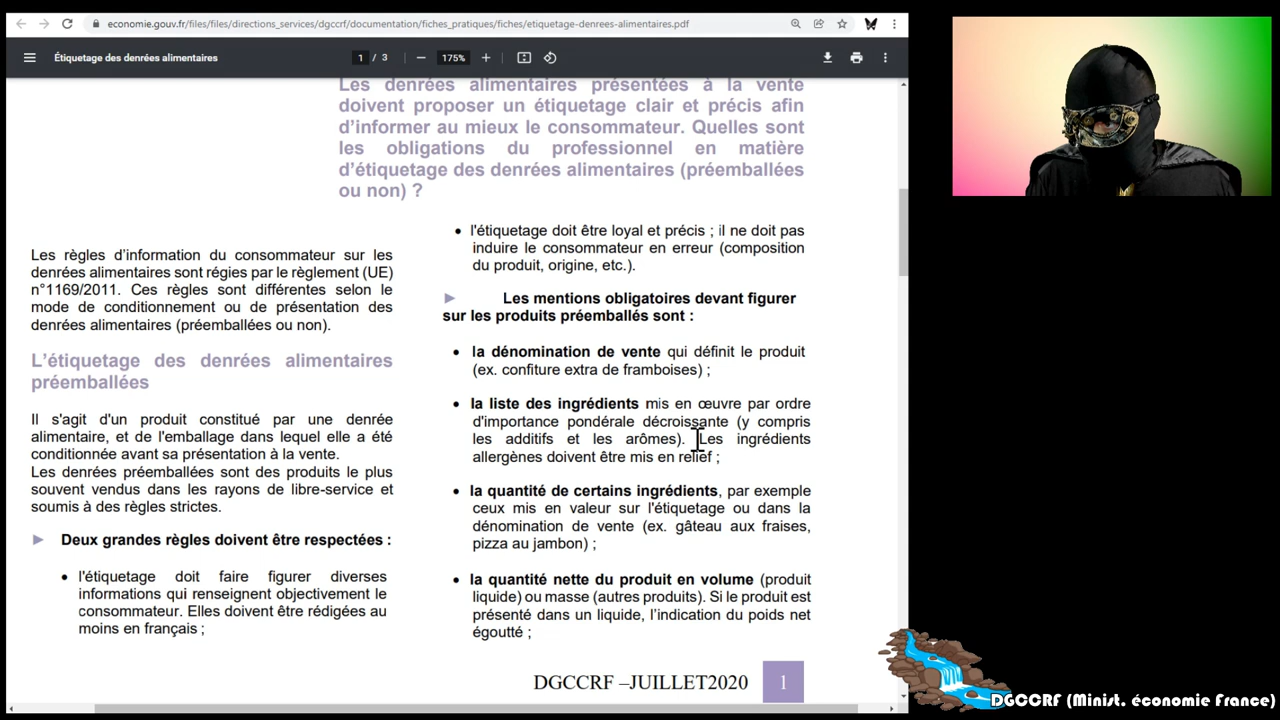 economie.gouv.fr/files/files/directions_services/dgccrf/documentation/fiches_pratiques/fiches/etiquetage-denrees-alimentaires.pdf
Étiquetage des denrées alimentaires
1 / 3
175%
Les denrées alimentaires présentées à la vente
doivent proposer un étiquetage clair et précis afin
d’informer au mieux le consommateur. Quelles sont
les obligations du professionnel en matière
d’étiquetage des denrées alimentaires (préemballées
ou non) ?
Les règles d’information du consommateur sur les
denrées alimentaires sont régies par le règlement (UE)
n°1169/2011. Ces règles sont différentes selon le
mode de conditionnement ou de présentation des
denrées alimentaires (préemballées ou non).
L’étiquetage des denrées alimentaires
préemballées
Il s'agit d'un produit constitué par une denrée
alimentaire, et de l'emballage dans lequel elle a été
conditionnée avant sa présentation à la vente.
Les denrées préemballées sont des produits le plus
souvent vendus dans les rayons de libre-service et
soumis à des règles strictes.
► Deux grandes règles doivent être respectées :
• l'étiquetage doit faire figurer diverses
informations qui renseignent objectivement le
consommateur. Elles doivent être rédigées au
moins en français ;
• l'étiquetage doit être loyal et précis ; il ne doit pas
induire le consommateur en erreur (composition
du produit, origine, etc.).
► Les mentions obligatoires devant figurer
sur les produits préemballés sont :
• la dénomination de vente qui définit le produit
(ex. confiture extra de framboises) ;
• la liste des ingrédients mis en œuvre par ordre
d'importance pondérale décroissante (y compris
les additifs et les arômes). Les ingrédients
allergènes doivent être mis en relief ;
• la quantité de certains ingrédients, par exemple
ceux mis en valeur sur l'étiquetage ou dans la
dénomination de vente (ex. gâteau aux fraises,
pizza au jambon) ;
• la quantité nette du produit en volume (produit
liquide) ou masse (autres produits). Si le produit est
présenté dans un liquide, l’indication du poids net
égoutté ;
DGCCRF –JUILLET2020 1
DGCCRF (Minist. économie France)